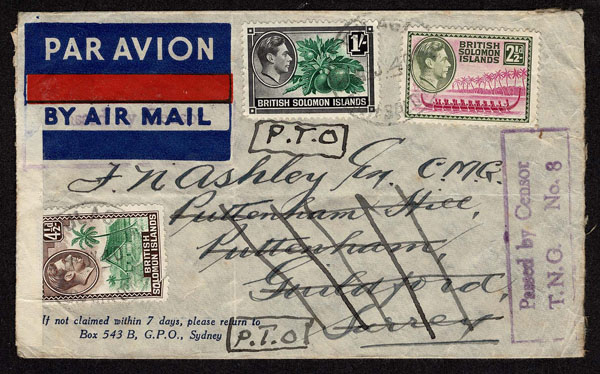 PAR AVION
BY AIR MAIL
1/-
BRITISH SOLOMON ISLANDS
BRITISH
SOLOMON
ISLANDS
2½d
P.T.O
F. N Ashley Esq C.M.G.
Puttenham Hill,
Puttenham,
Guildford,
Surrey
4½d
BRITISH
SOLOMON ISLANDS
Passed by Censor
T.N.O. No. 8
If not claimed within 7 days, please return to
Box 543 B, G.P.O., Sydney
P.T.O